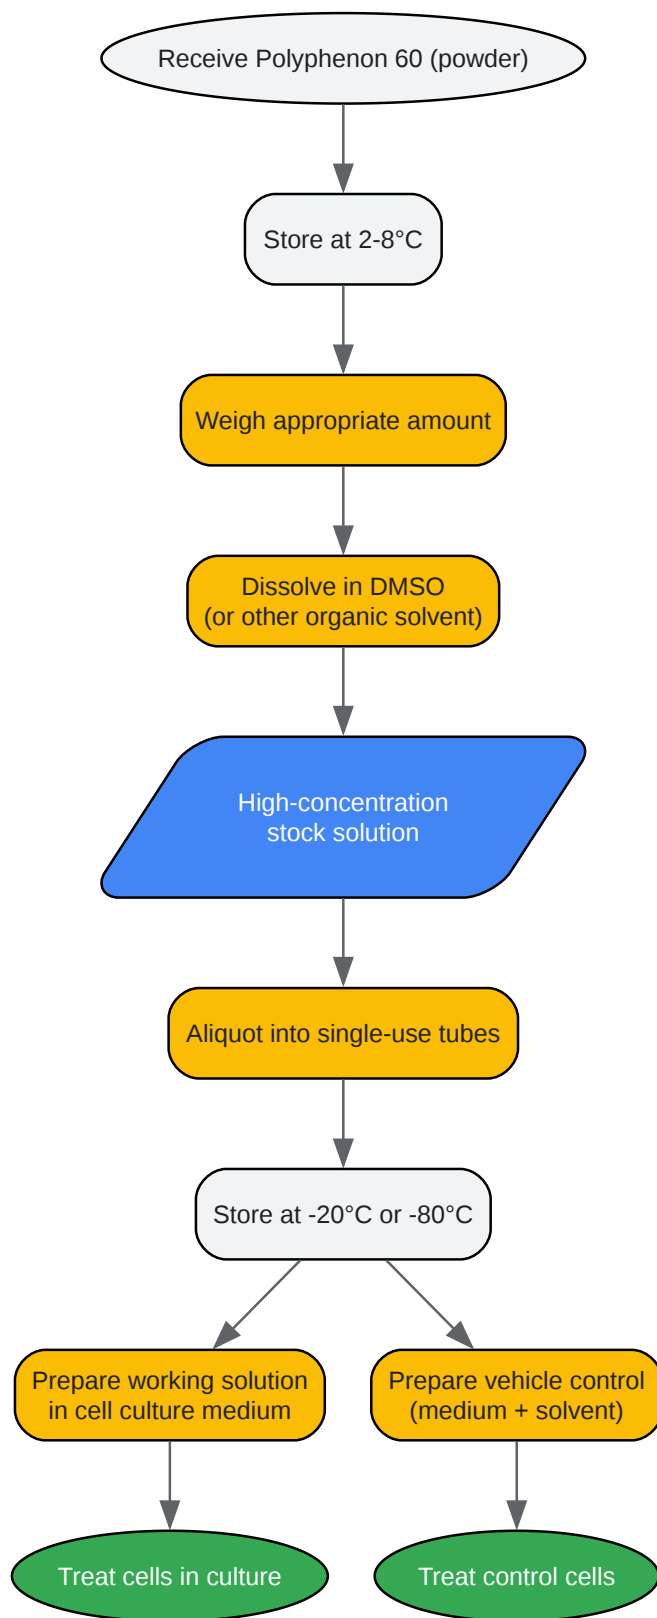 Receive Polyphenon 60 (powder)
Store at 2-8°C
Weigh appropriate amount
Dissolve in DMSO
(or other organic solvent)
High-concentration
stock solution
Aliquot into single-use tubes
Store at -20°C or -80°C
Prepare working solution
in cell culture medium
Prepare vehicle control
(medium + solvent)
Treat cells in culture
Treat control cells